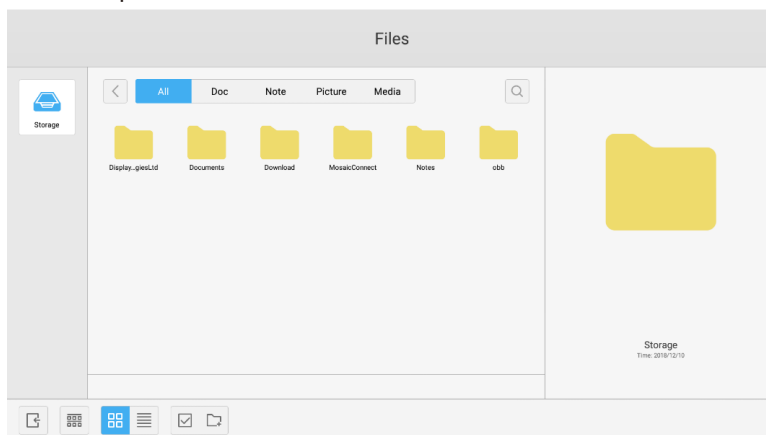 Files
Storage
All Doc Note Picture Media
Display...giesLtd Documents Download MosaicConnect Notes obb
Storage
Time: 2018/12/10